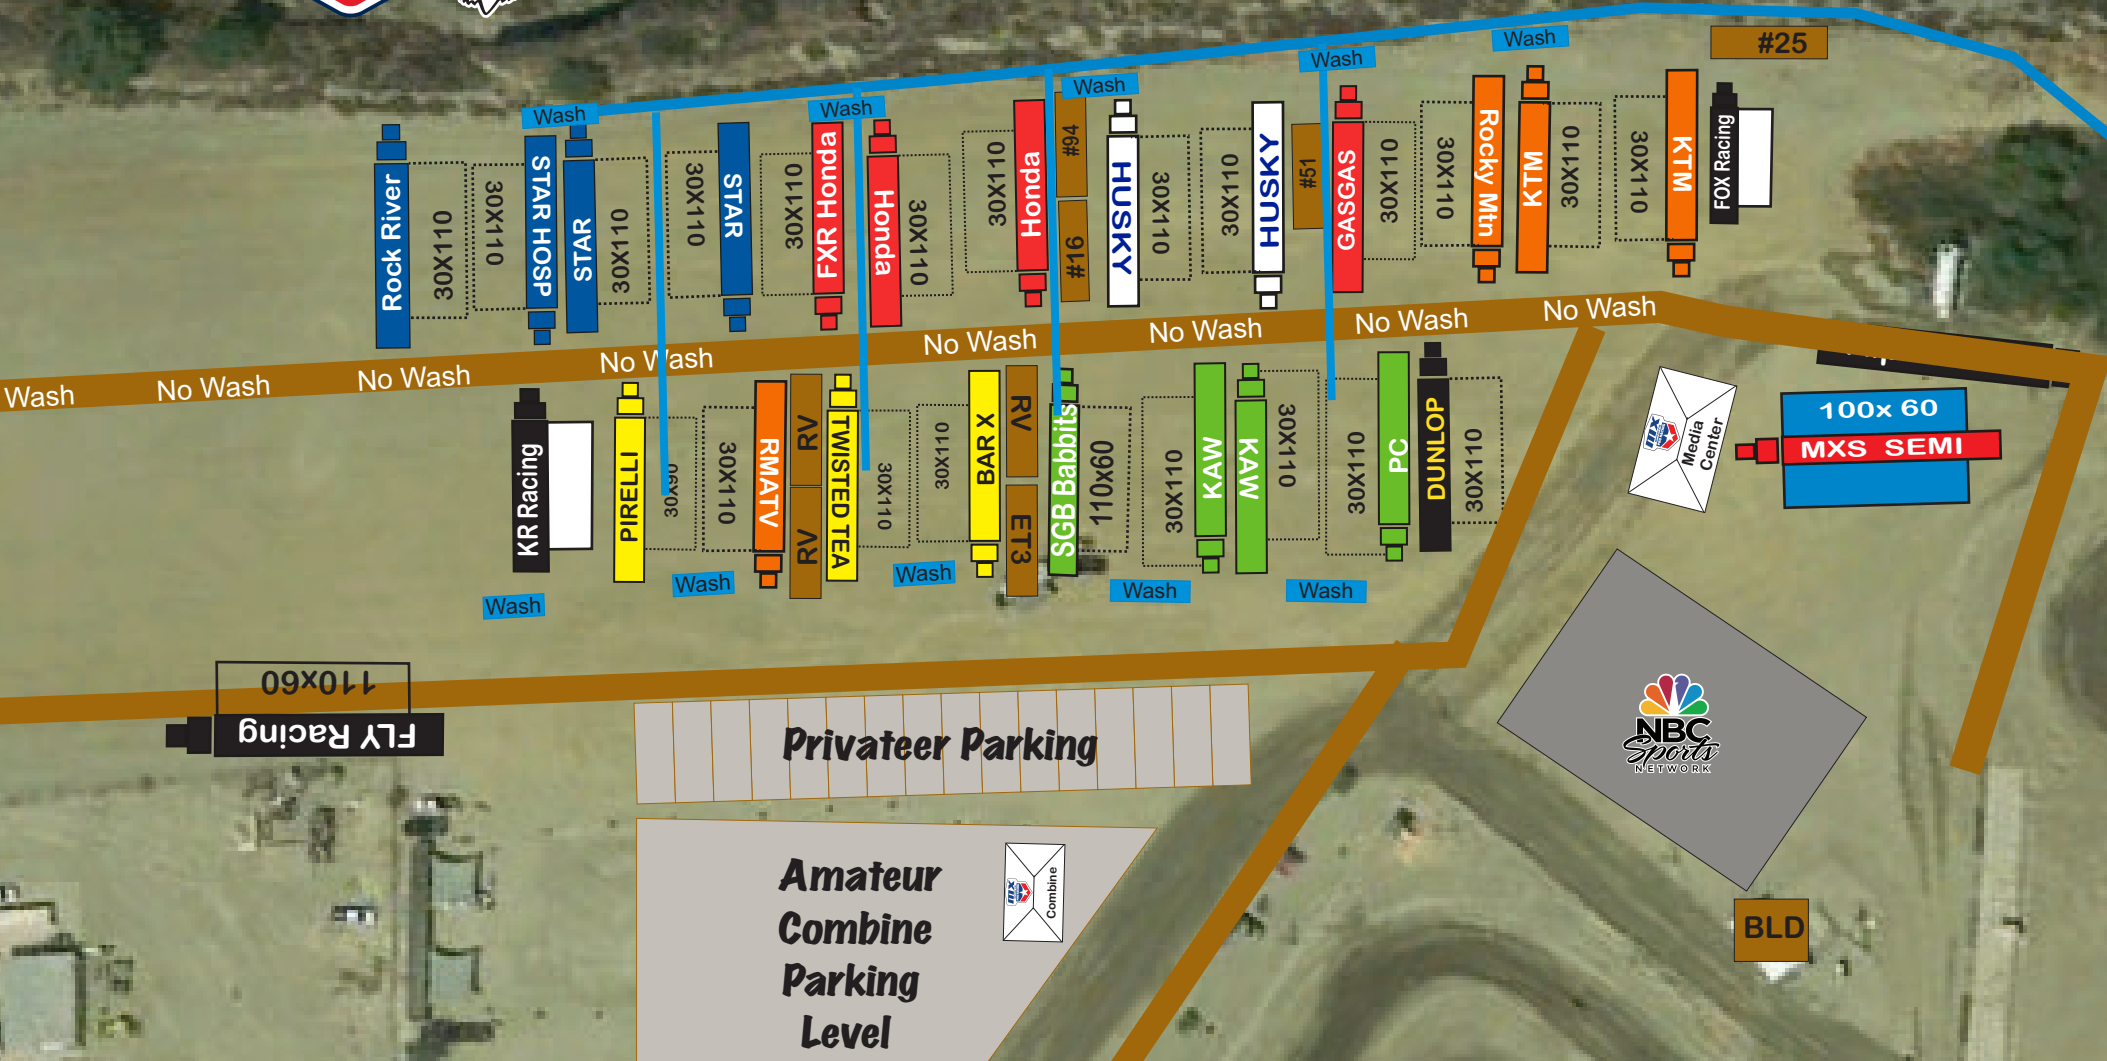 #25
Wash
Wash
Wash
Wash
Wash
Rock River
30X110
30X110
STAR HOSP
STAR
30X110
30X110
STAR
30X110
FXR Honda
Honda
30X110
30X110
Honda
#94
#16
HUSKY
30X110
30X110
HUSKY
#51
GASGAS
30X110
30X110
Rocky Mtn
KTM
30X110
30X110
KTM
FOX Racing
Wash
No Wash
No Wash
No Wash
No Wash
No Wash
No Wash
No Wash
KR Racing
PIRELLI
30X90
30X110
RMATV
RV
RV
TWISTED TEA
30X110
30X110
BAR X
RV
ET3
SGB Babbits
110x60
30X110
KAW
KAW
30X110
30X110
PC
DUNLOP
30X110
Media
Center
100x 60
MXS SEMI
Wash
Wash
Wash
Wash
Wash
110x60
FLY Racing
Privateer Parking
NBC
Sports
NETWORK
Amateur
Combine
Parking
Level
Combine
BLD